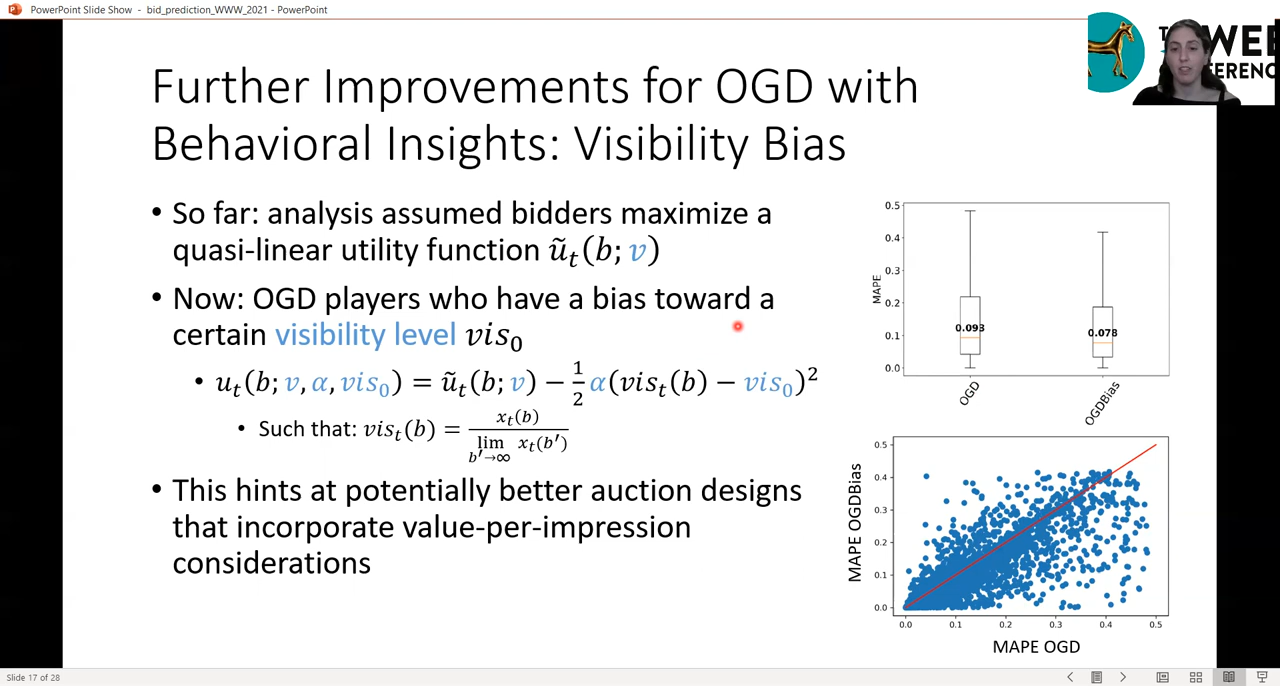 PowerPoint Slide Show - bid_prediction_WWW_2021 - PowerPoint
Further Improvements for OGD with
Behavioral Insights: Visibility Bias
• So far: analysis assumed bidders maximize a
quasi-linear utility function ũ_t(b; v)
• Now: OGD players who have a bias toward a
certain visibility level vis₀
• u_t(b; v, α, vis₀) = ũ_t(b; v) − 1/2 α(vis_t(b) − vis₀)²
• Such that: vis_t(b) = x_t(b) / lim_{b′→∞} x_t(b′)
• This hints at potentially better auction designs
that incorporate value-per-impression
considerations
MAPE
0.5
0.4
0.3
0.2
0.1
0.0
0.093
0.078
OGD
OGDBias
MAPE OGDBias
0.5
0.4
0.3
0.2
0.1
0.0
0.0 0.1 0.2 0.3 0.4 0.5
MAPE OGD
Slide 17 of 28